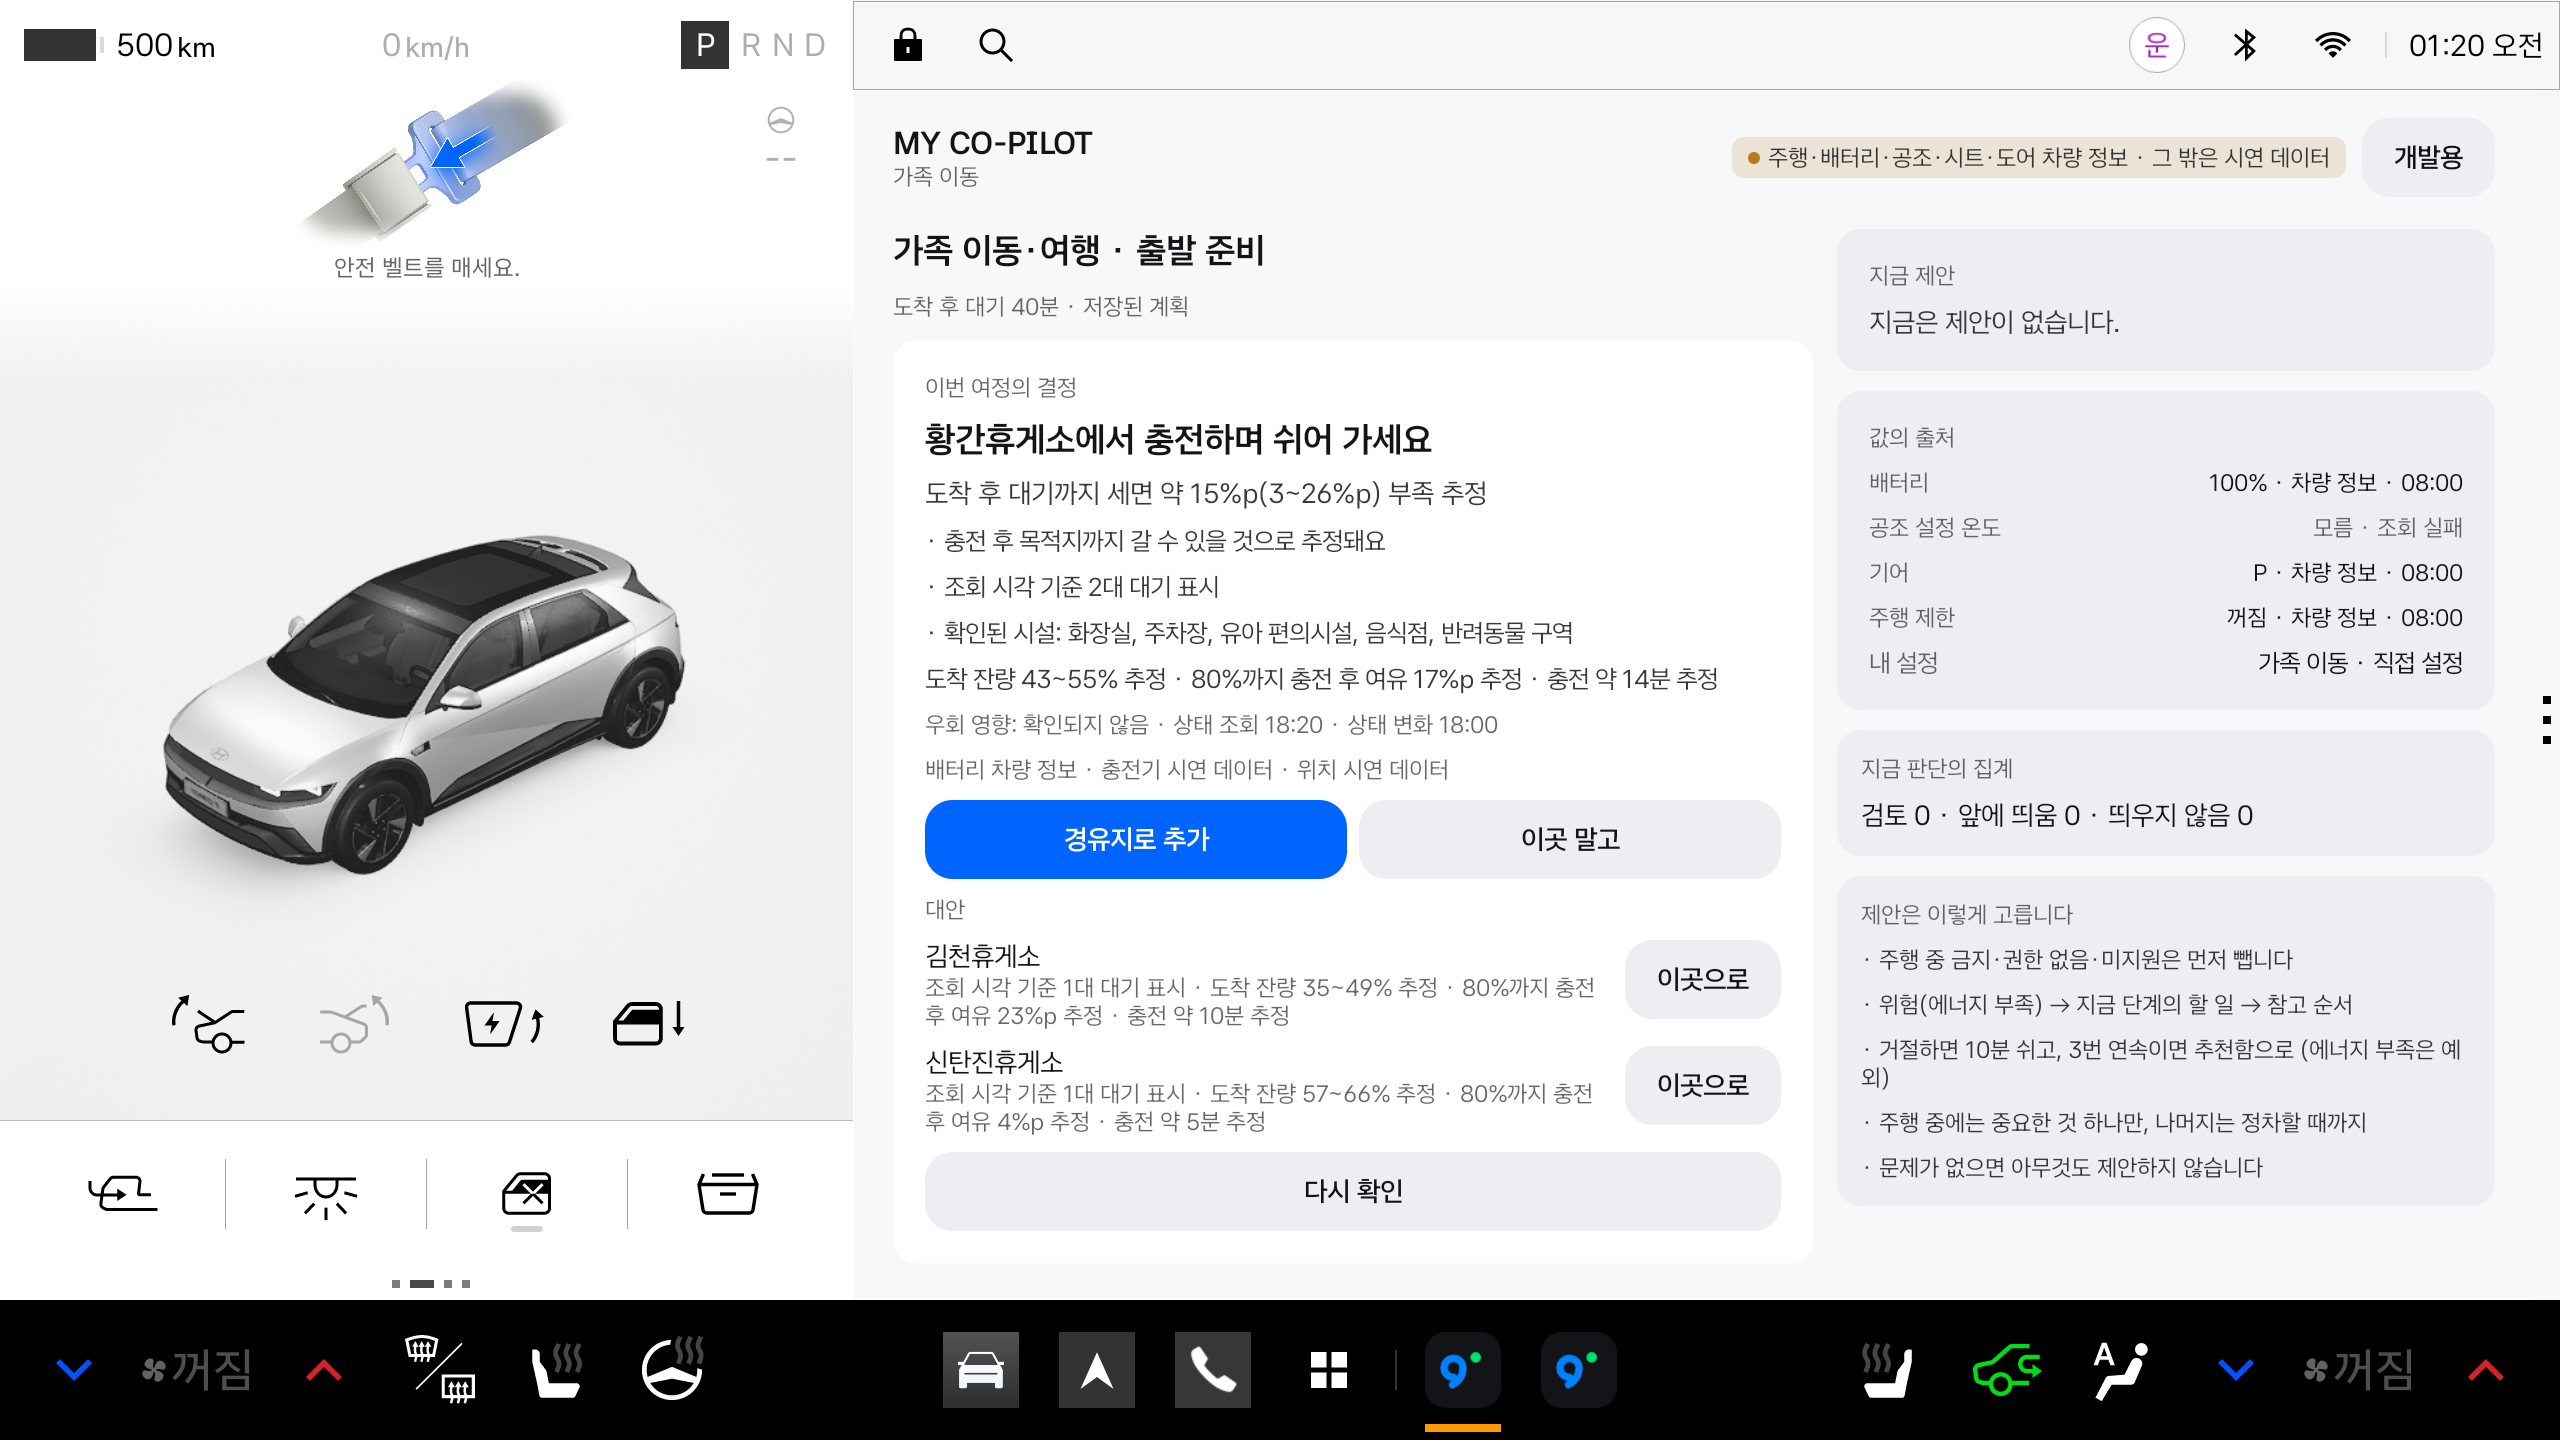 500 km
0 km/h
P R N D
운
01:20 오전
안전 벨트를 매세요.
MY CO-PILOT
가족 이동
주행·배터리·공조·시트·도어 차량 정보 · 그 밖은 시연 데이터
개발용
가족 이동·여행 · 출발 준비
도착 후 대기 40분 · 저장된 계획
이번 여정의 결정
황간휴게소에서 충전하며 쉬어 가세요
도착 후 대기까지 세면 약 15%p(3~26%p) 부족 추정
· 충전 후 목적지까지 갈 수 있을 것으로 추정돼요
· 조회 시각 기준 2대 대기 표시
· 확인된 시설: 화장실, 주차장, 유아 편의시설, 음식점, 반려동물 구역
도착 잔량 43~55% 추정 · 80%까지 충전 후 여유 17%p 추정 · 충전 약 14분 추정
우회 영향: 확인되지 않음 · 상태 조회 18:20 · 상태 변화 18:00
배터리 차량 정보 · 충전기 시연 데이터 · 위치 시연 데이터
경유지로 추가
이곳 말고
대안
김천휴게소
조회 시각 기준 1대 대기 표시 · 도착 잔량 35~49% 추정 · 80%까지 충전
후 여유 23%p 추정 · 충전 약 10분 추정
이곳으로
신탄진휴게소
조회 시각 기준 1대 대기 표시 · 도착 잔량 57~66% 추정 · 80%까지 충전
후 여유 4%p 추정 · 충전 약 5분 추정
이곳으로
다시 확인
지금 제안
지금은 제안이 없습니다.
값의 출처
배터리 100% · 차량 정보 · 08:00
공조 설정 온도 모름 · 조회 실패
기어 P · 차량 정보 · 08:00
주행 제한 꺼짐 · 차량 정보 · 08:00
내 설정 가족 이동 · 직접 설정
지금 판단의 집계
검토 0 · 앞에 띄움 0 · 띄우지 않음 0
제안은 이렇게 고릅니다
· 주행 중 금지·권한 없음·미지원은 먼저 뺍니다
· 위험(에너지 부족) → 지금 단계의 할 일 → 참고 순서
· 거절하면 10분 쉬고, 3번 연속이면 추천함으로 (에너지 부족은 예
외)
· 주행 중에는 중요한 것 하나만, 나머지는 정차할 때까지
· 문제가 없으면 아무것도 제안하지 않습니다
꺼짐
A
꺼짐